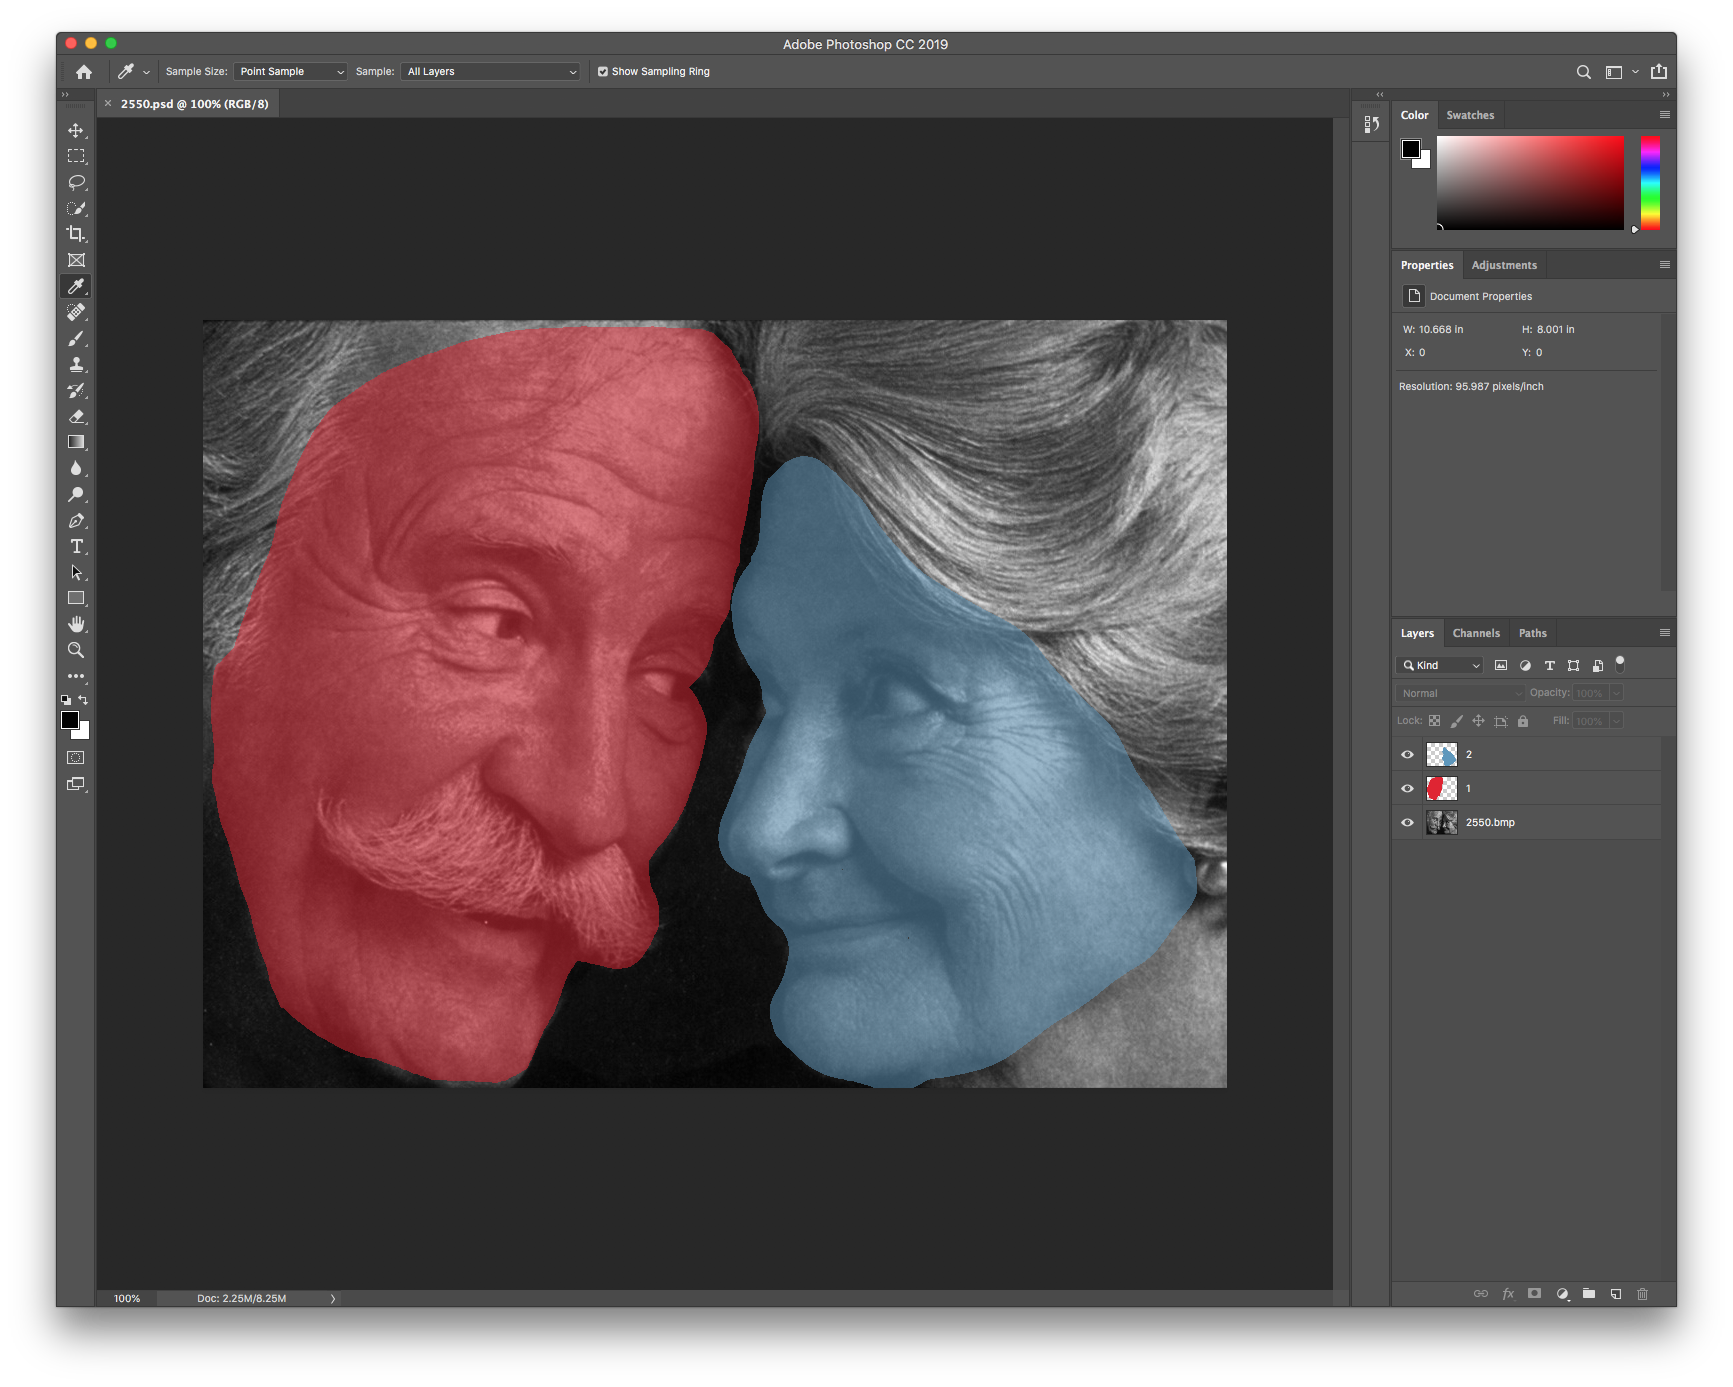 Adobe Photoshop CC 2019
Sample Size: Point Sample Sample: All Layers Show Sampling Ring
2550.psd @ 100% (RGB/8)
Color Swatches
Properties Adjustments
Document Properties
W: 10.668 in H: 8.001 in
X: 0 Y: 0
Resolution: 95.987 pixels/inch
Layers Channels Paths
Kind
Normal Opacity: 100%
Lock: Fill: 100%
2
1
2550.bmp
fx
100% Doc: 2.25M/8.25M